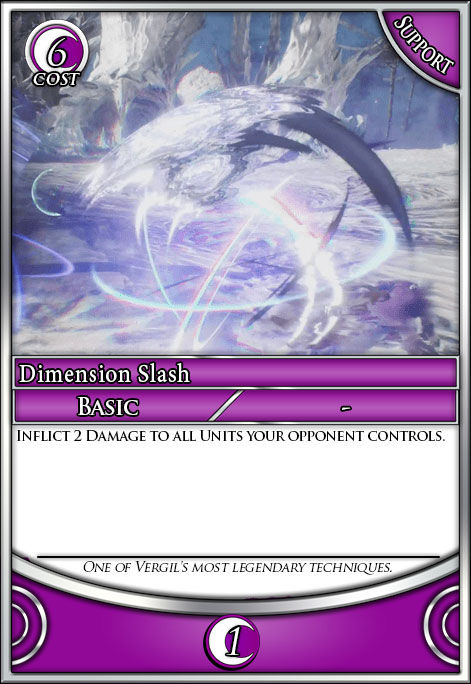 6
COST
SUPPORT
Dimension Slash
BASIC / -
INFLICT 2 DAMAGE TO ALL UNITS YOUR OPPONENT CONTROLS.
ONE OF VERGIL'S MOST LEGENDARY TECHNIQUES.
1